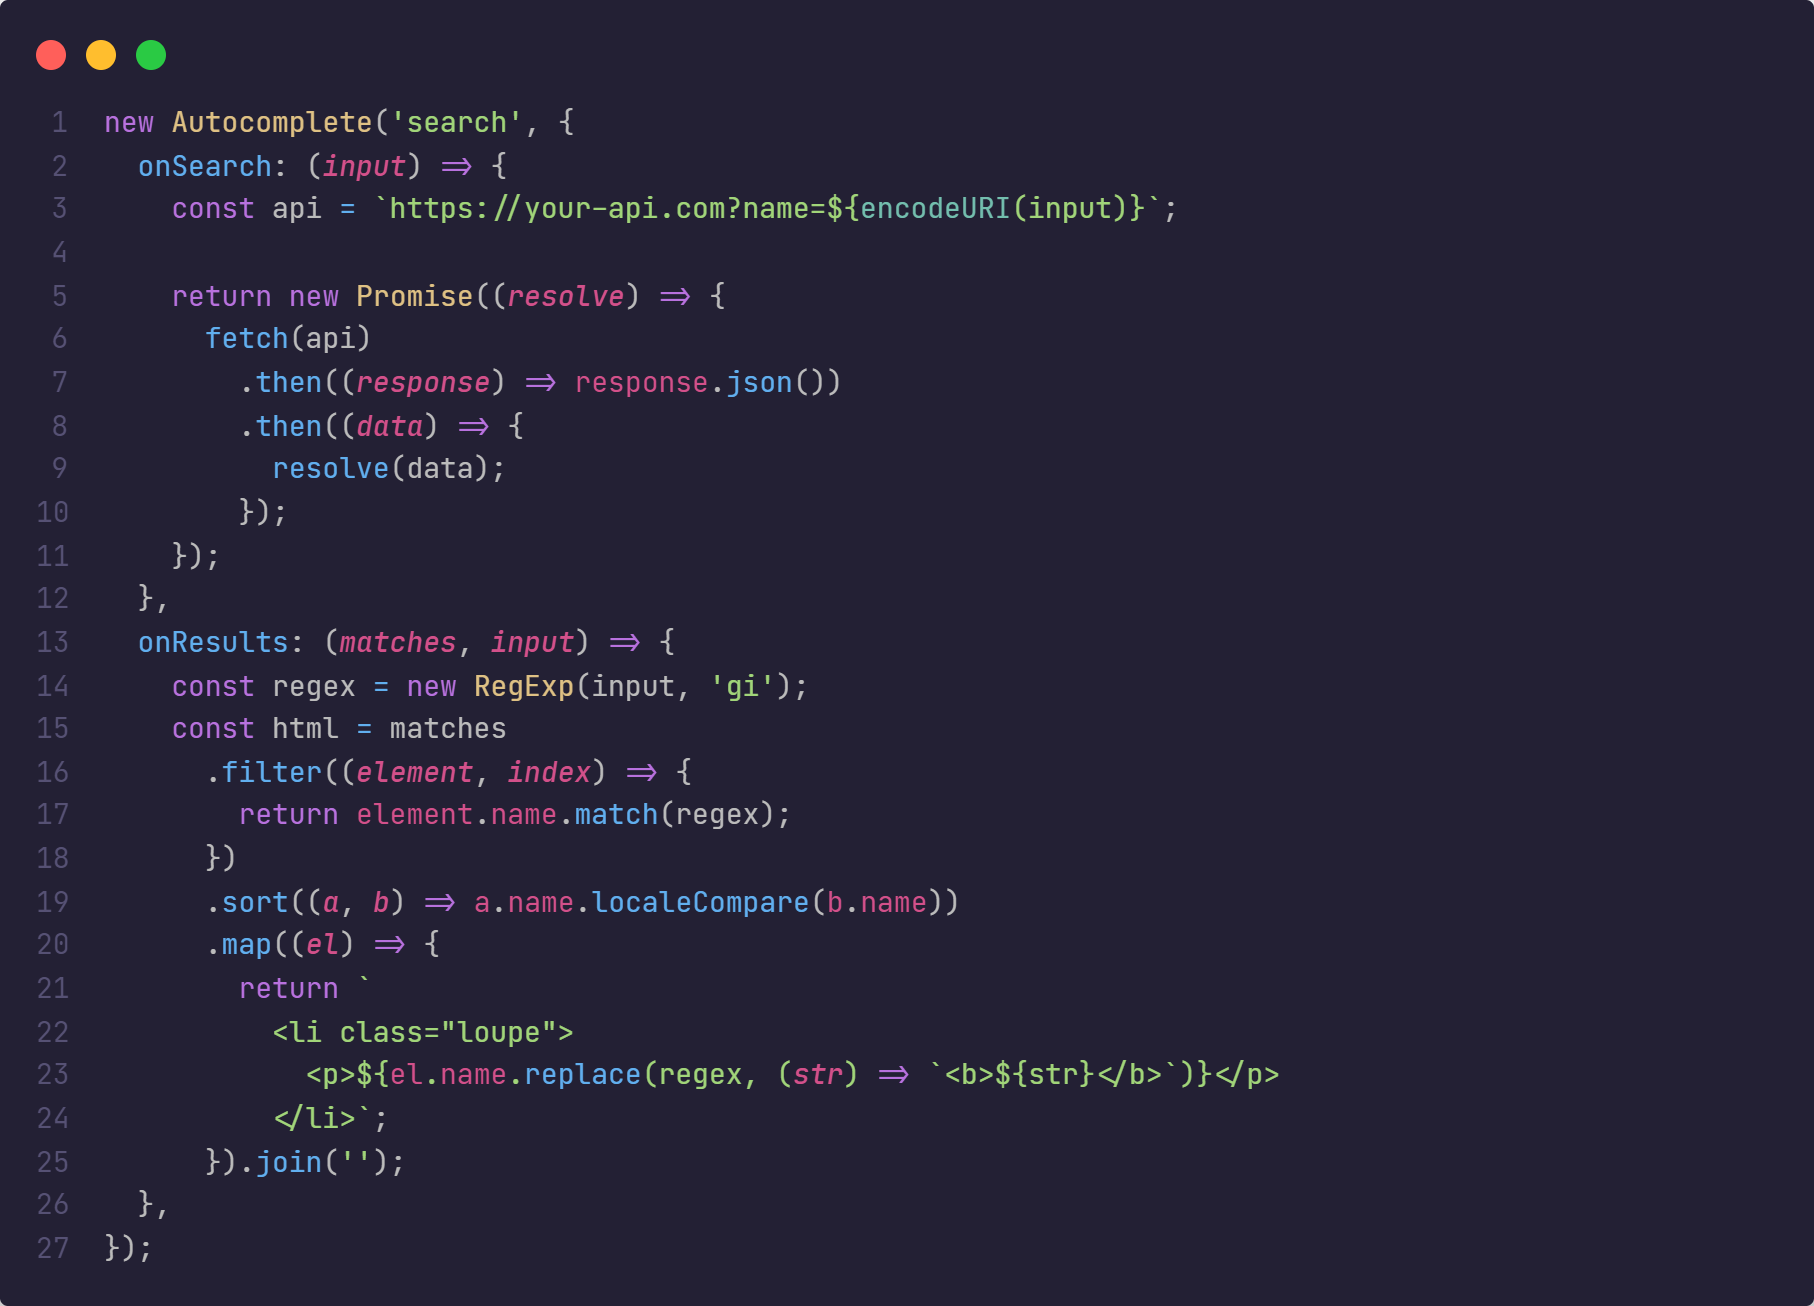 1 new Autocomplete('search', {
2   onSearch: (input) => {
3     const api = `https://your-api.com?name=${encodeURI(input)}`;
4
5     return new Promise((resolve) => {
6       fetch(api)
7         .then((response) => response.json())
8         .then((data) => {
9           resolve(data);
10         });
11     });
12   },
13   onResults: (matches, input) => {
14     const regex = new RegExp(input, 'gi');
15     const html = matches
16       .filter((element, index) => {
17         return element.name.match(regex);
18       })
19       .sort((a, b) => a.name.localeCompare(b.name))
20       .map((el) => {
21         return `
22           <li class="loupe">
23             <p>${el.name.replace(regex, (str) => `<b>${str}</b>`)}</p>
24           </li>`;
25       }).join('');
26   },
27 });